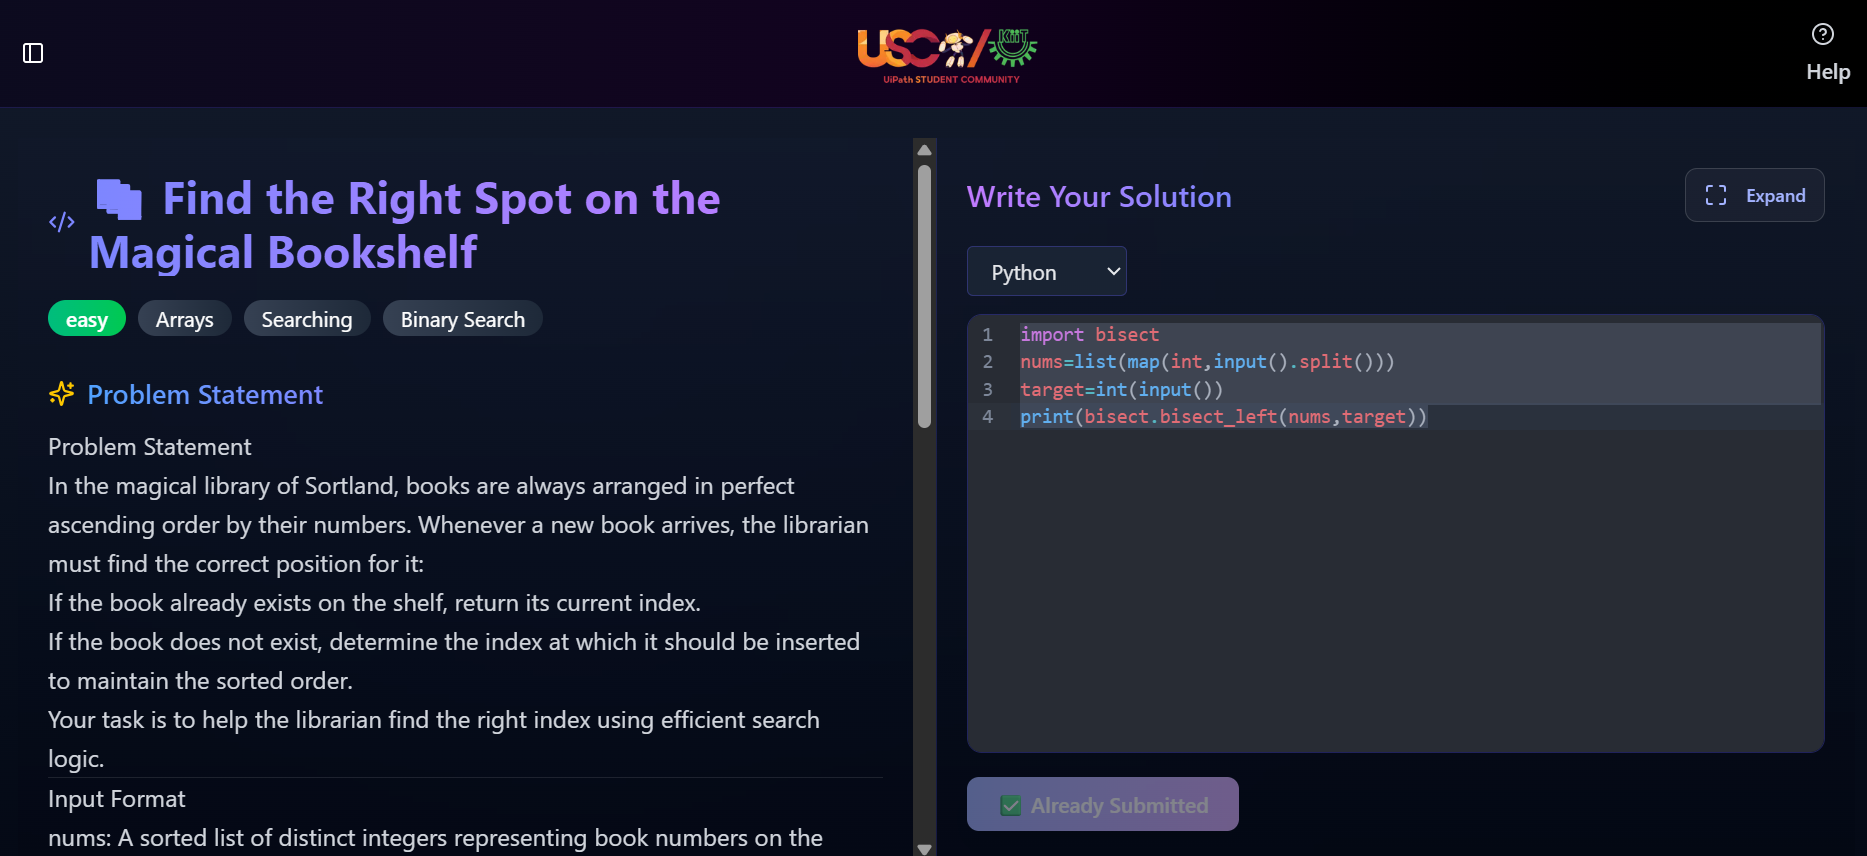 USC
KiiT
UiPath STUDENT COMMUNITY
Help
</> Find the Right Spot on the
Magical Bookshelf
easy
Arrays
Searching
Binary Search
Problem Statement
Problem Statement
In the magical library of Sortland, books are always arranged in perfect
ascending order by their numbers. Whenever a new book arrives, the librarian
must find the correct position for it:
If the book already exists on the shelf, return its current index.
If the book does not exist, determine the index at which it should be inserted
to maintain the sorted order.
Your task is to help the librarian find the right index using efficient search
logic.
Input Format
nums: A sorted list of distinct integers representing book numbers on the
Write Your Solution
Expand
Python
1 import bisect
2 nums=list(map(int,input().split()))
3 target=int(input())
4 print(bisect.bisect_left(nums,target))
Already Submitted